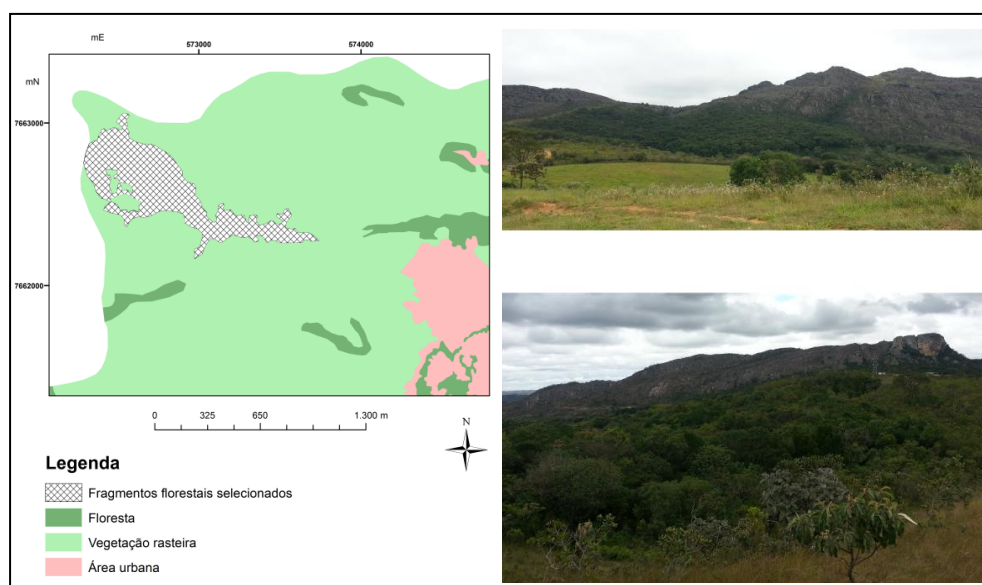 mE
573000 574000
mN
7663000
7662000
0 325 650 1.300 m
N
Legenda
Fragmentos florestais selecionados
Floresta
Vegetação rasteira
Área urbana